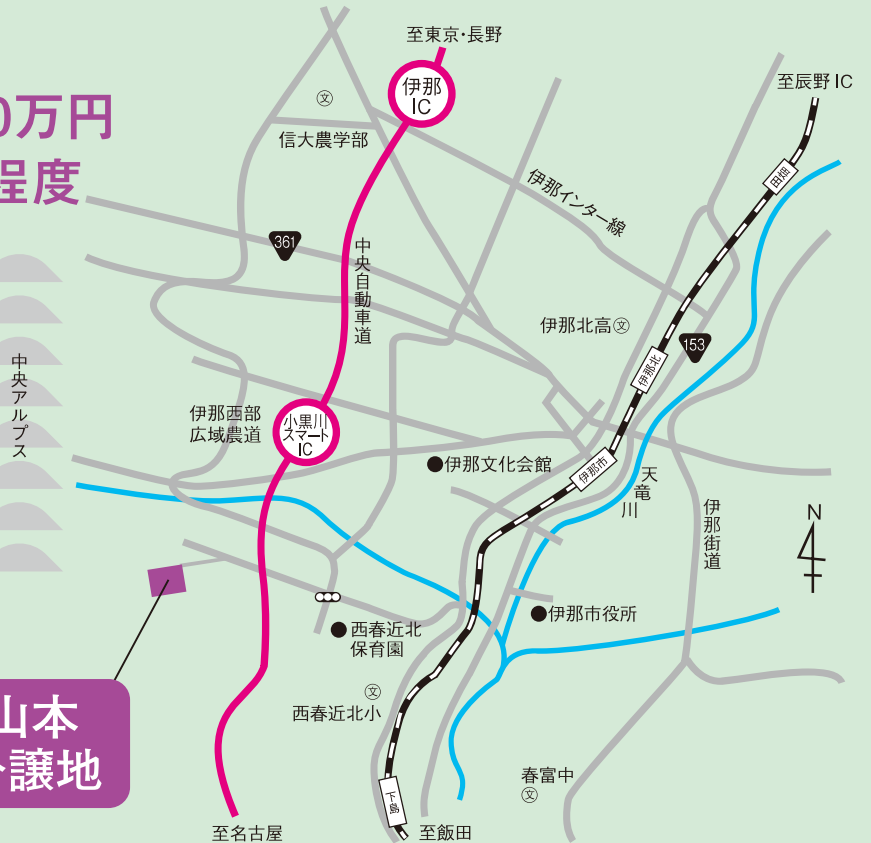 至東京・長野
伊那
IC
至辰野 IC
0万円
程度
文
信大農学部
田畑
伊那インター線
361
中央自動車道
伊那北高文
153
伊那北
中央アルプス
伊那西部
広域農道
小黒川
スマート
IC
伊那文化会館
伊那市
天竜川
伊那街道
N
西春近北
保育園
伊那市役所
文
西春近北小
山本
譲地
春富中
文
下島
至名古屋
至飯田